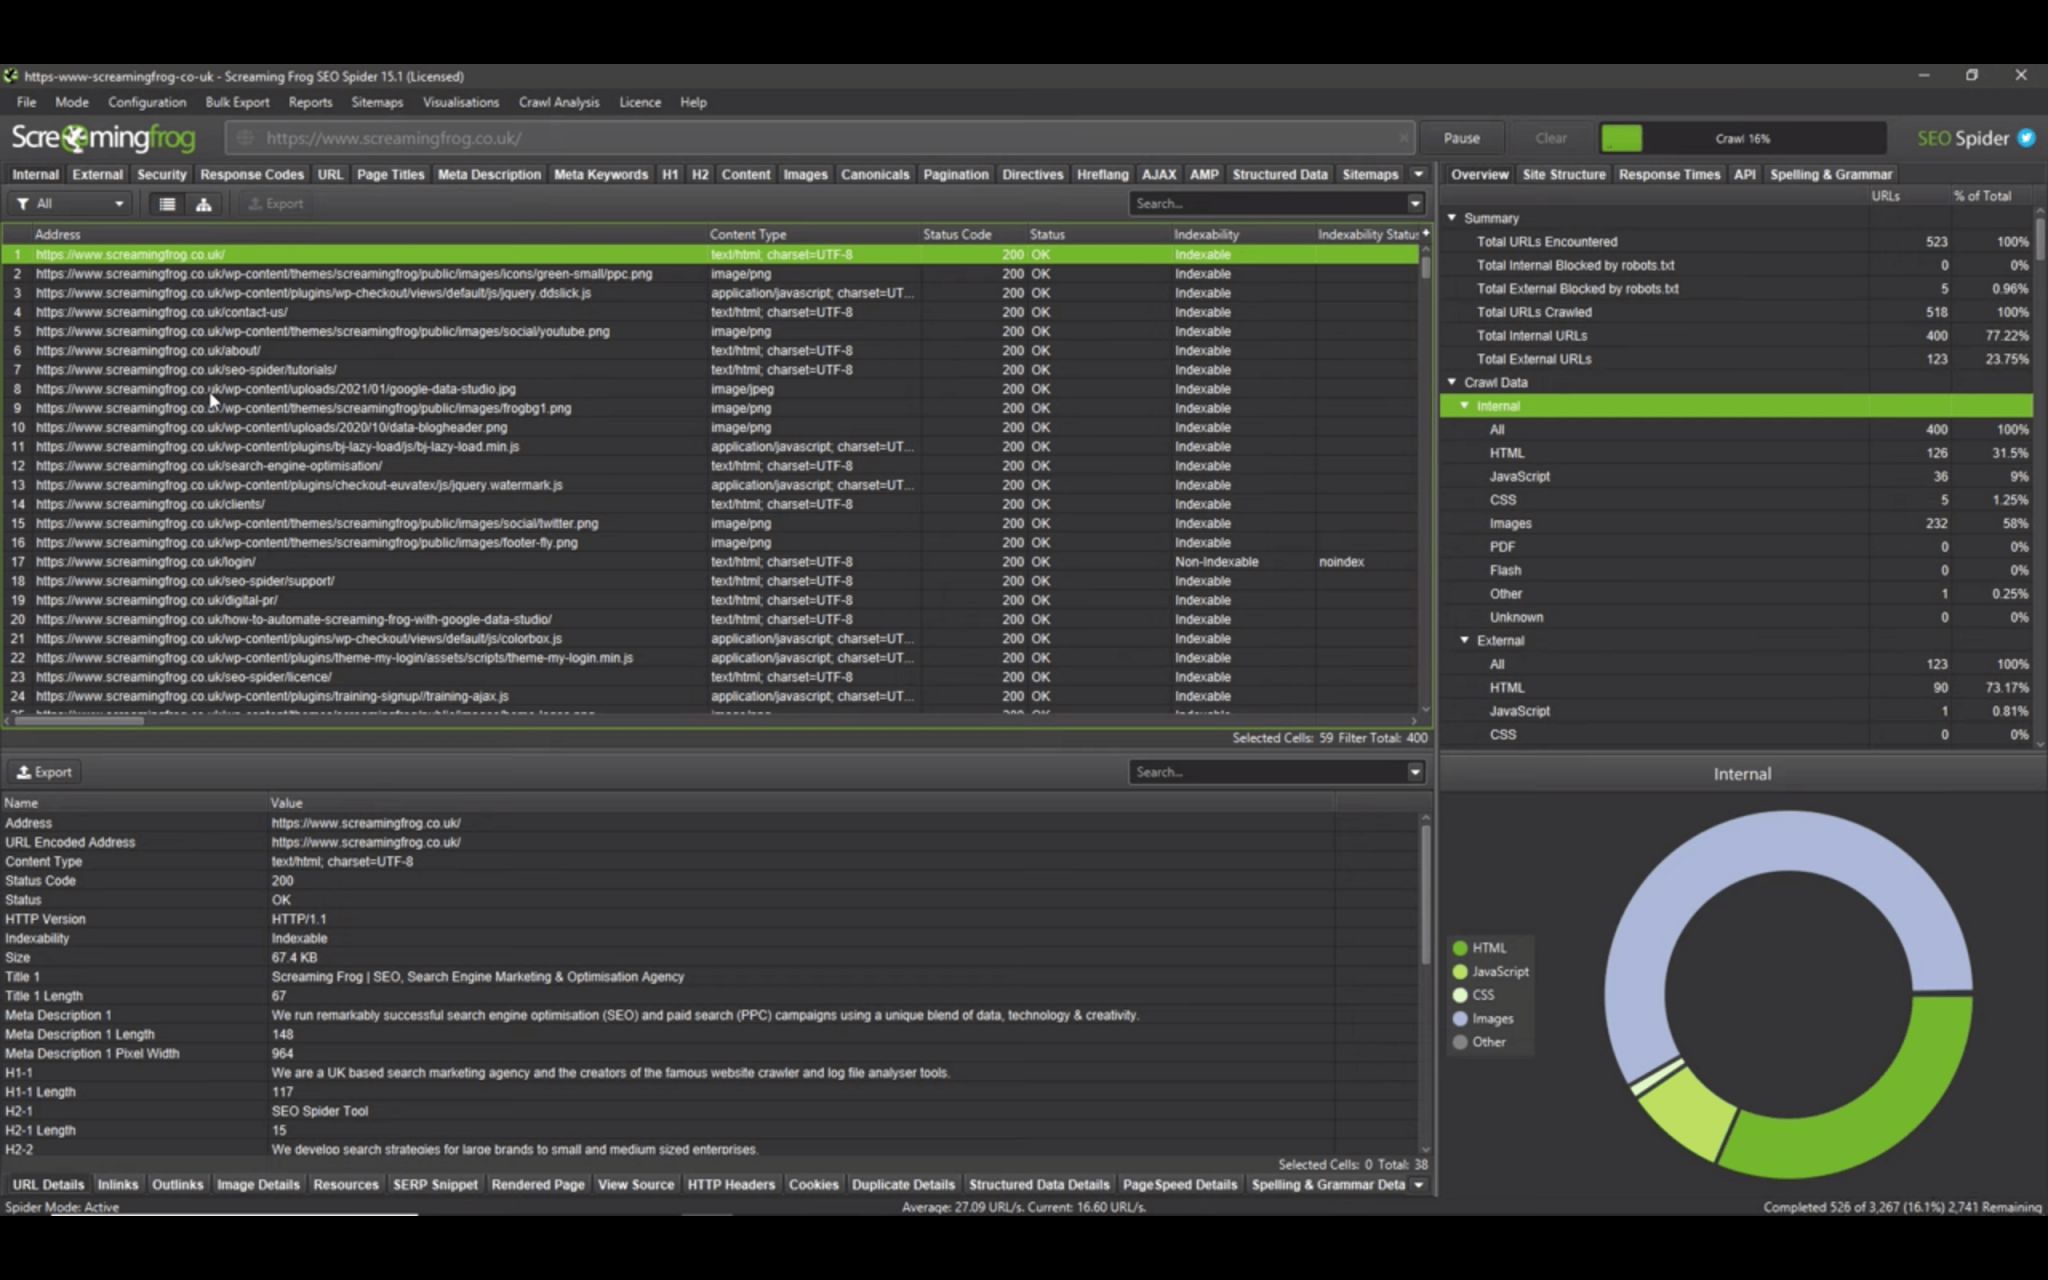 https-www-screamingfrog-co-uk - Screaming Frog SEO Spider 15.1 (Licensed)
File Mode Configuration Bulk Export Reports Sitemaps Visualisations Crawl Analysis Licence Help
Screamingfrog https://www.screamingfrog.co.uk/ Pause Clear Crawl 16% SEO Spider
Internal External Security Response Codes URL Page Titles Meta Description Meta Keywords H1 H2 Content Images Canonicals Pagination Directives Hreflang AJAX AMP Structured Data Sitemaps
All Export Search...
Address Content Type Status Code Status Indexability Indexability Status
1 https://www.screamingfrog.co.uk/ text/html; charset=UTF-8 200 OK Indexable
2 https://www.screamingfrog.co.uk/wp-content/themes/screamingfrog/public/images/icons/green-small/ppc.png image/png 200 OK Indexable
3 https://www.screamingfrog.co.uk/wp-content/plugins/wp-checkout/views/default/js/jquery.ddslick.js application/javascript; charset=UT... 200 OK Indexable
4 https://www.screamingfrog.co.uk/contact-us/ text/html; charset=UTF-8 200 OK Indexable
5 https://www.screamingfrog.co.uk/wp-content/themes/screamingfrog/public/images/social/youtube.png image/png 200 OK Indexable
6 https://www.screamingfrog.co.uk/about/ text/html; charset=UTF-8 200 OK Indexable
7 https://www.screamingfrog.co.uk/seo-spider/tutorials/ text/html; charset=UTF-8 200 OK Indexable
8 https://www.screamingfrog.co.uk/wp-content/uploads/2021/01/google-data-studio.jpg image/jpeg 200 OK Indexable
9 https://www.screamingfrog.co.uk/wp-content/themes/screamingfrog/public/images/frogbg1.png image/png 200 OK Indexable
10 https://www.screamingfrog.co.uk/wp-content/uploads/2020/10/data-blogheader.png image/png 200 OK Indexable
11 https://www.screamingfrog.co.uk/wp-content/plugins/bj-lazy-load/js/bj-lazy-load.min.js application/javascript; charset=UT... 200 OK Indexable
12 https://www.screamingfrog.co.uk/search-engine-optimisation/ text/html; charset=UTF-8 200 OK Indexable
13 https://www.screamingfrog.co.uk/wp-content/plugins/checkout-euvatex/js/jquery.watermark.js application/javascript; charset=UT... 200 OK Indexable
14 https://www.screamingfrog.co.uk/clients/ text/html; charset=UTF-8 200 OK Indexable
15 https://www.screamingfrog.co.uk/wp-content/themes/screamingfrog/public/images/social/twitter.png image/png 200 OK Indexable
16 https://www.screamingfrog.co.uk/wp-content/themes/screamingfrog/public/images/footer-fly.png image/png 200 OK Indexable
17 https://www.screamingfrog.co.uk/login/ text/html; charset=UTF-8 200 OK Non-Indexable noindex
18 https://www.screamingfrog.co.uk/seo-spider/support/ text/html; charset=UTF-8 200 OK Indexable
19 https://www.screamingfrog.co.uk/digital-pr/ text/html; charset=UTF-8 200 OK Indexable
20 https://www.screamingfrog.co.uk/how-to-automate-screaming-frog-with-google-data-studio/ text/html; charset=UTF-8 200 OK Indexable
21 https://www.screamingfrog.co.uk/wp-content/plugins/wp-checkout/views/default/js/colorbox.js application/javascript; charset=UT... 200 OK Indexable
22 https://www.screamingfrog.co.uk/wp-content/plugins/theme-my-login/assets/scripts/theme-my-login.min.js application/javascript; charset=UT... 200 OK Indexable
23 https://www.screamingfrog.co.uk/seo-spider/licence/ text/html; charset=UTF-8 200 OK Indexable
24 https://www.screamingfrog.co.uk/wp-content/plugins/training-signup//training-ajax.js application/javascript; charset=UT... 200 OK Indexable
Selected Cells: 59 Filter Total: 400
Export Search...
Name Value
Address https://www.screamingfrog.co.uk/
URL Encoded Address https://www.screamingfrog.co.uk/
Content Type text/html; charset=UTF-8
Status Code 200
Status OK
HTTP Version HTTP/1.1
Indexability Indexable
Size 67.4 KB
Title 1 Screaming Frog | SEO, Search Engine Marketing & Optimisation Agency
Title 1 Length 67
Meta Description 1 We run remarkably successful search engine optimisation (SEO) and paid search (PPC) campaigns using a unique blend of data, technology & creativity.
Meta Description 1 Length 148
Meta Description 1 Pixel Width 964
H1-1 We are a UK based search marketing agency and the creators of the famous website crawler and log file analyser tools.
H1-1 Length 117
H2-1 SEO Spider Tool
H2-1 Length 15
H2-2 We develop search strategies for large brands to small and medium sized enterprises.
Selected Cells: 0 Total: 38
URL Details Inlinks Outlinks Image Details Resources SERP Snippet Rendered Page View Source HTTP Headers Cookies Duplicate Details Structured Data Details PageSpeed Details Spelling & Grammar Deta
Overview Site Structure Response Times API Spelling & Grammar
URLs % of Total
Summary
Total URLs Encountered 523 100%
Total Internal Blocked by robots.txt 0 0%
Total External Blocked by robots.txt 5 0.96%
Total URLs Crawled 518 100%
Total Internal URLs 400 77.22%
Total External URLs 123 23.75%
Crawl Data
Internal
All 400 100%
HTML 126 31.5%
JavaScript 36 9%
CSS 5 1.25%
Images 232 58%
PDF 0 0%
Flash 0 0%
Other 1 0.25%
Unknown 0 0%
External
All 123 100%
HTML 90 73.17%
JavaScript 1 0.81%
CSS 0 0%
Internal
HTML
JavaScript
CSS
Images
Other
Spider Mode: Active Average: 27.09 URL/s. Current: 16.60 URL/s. Completed 526 of 3,267 (16.1%) 2,741 Remaining